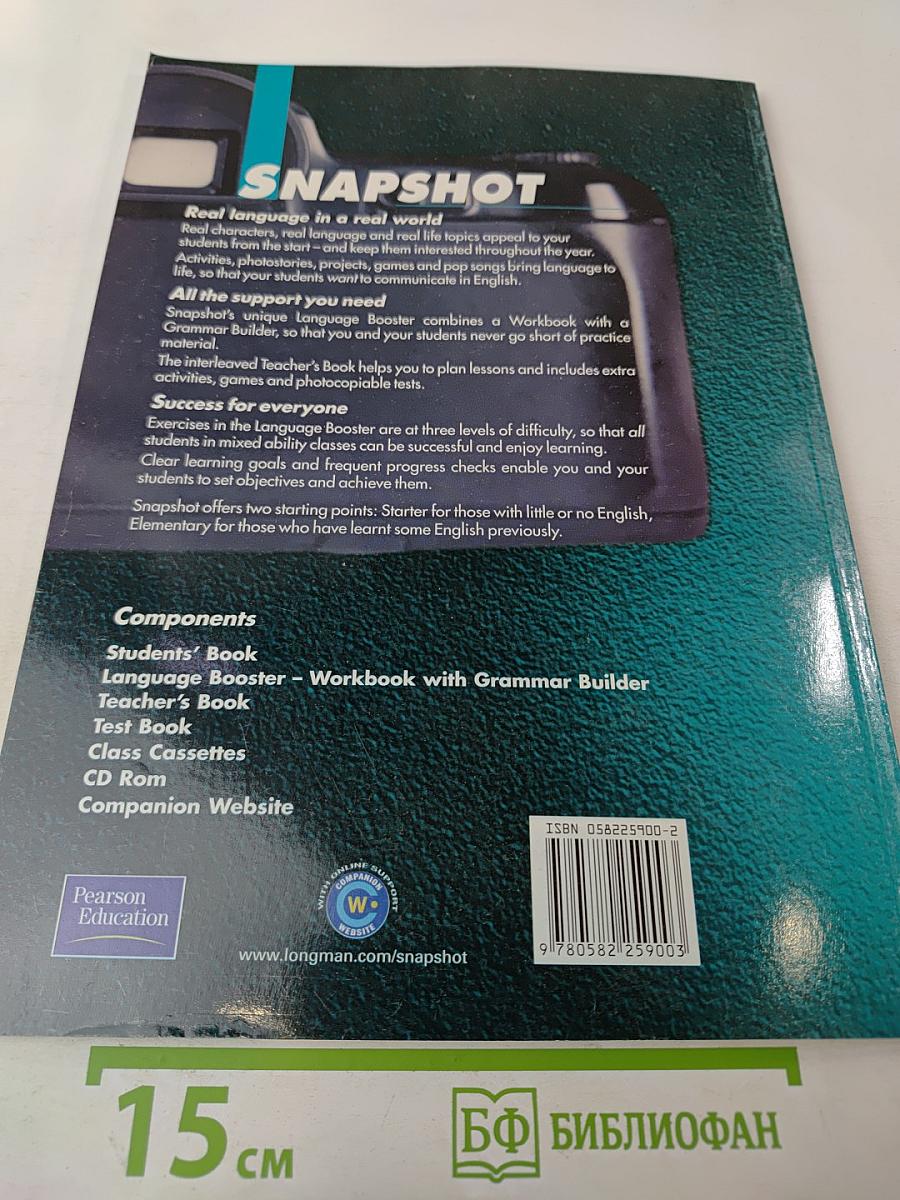 SNAPSHOT
Real language in a real world
Real characters, real language and real life topics appeal to your
students from the start – and keep them interested throughout the year.
Activities, photostories, projects, games and pop songs bring language to
life, so that your students want to communicate in English.
All the support you need
Snapshot's unique Language Booster combines a Workbook with a
Grammar Builder, so that you and your students never go short of practice
material.
The interleaved Teacher's Book helps you to plan lessons and includes extra
activities, games and photocopiable tests.
Success for everyone
Exercises in the Language Booster are at three levels of difficulty, so that all
students in mixed ability classes can be successful and enjoy learning.
Clear learning goals and frequent progress checks enable you and your
students to set objectives and achieve them.
Snapshot offers two starting points: Starter for those with little or no English,
Elementary for those who have learnt some English previously.
Components
Students' Book
Language Booster – Workbook with Grammar Builder
Teacher's Book
Test Book
Class Cassettes
CD Rom
Companion Website
Pearson
Education
WITH ONLINE SUPPORT
COMPANION
W
WEBSITE
www.longman.com/snapshot
ISBN 058225900-2
9 780582 259003
15 см
БФ БИБЛИОФАН